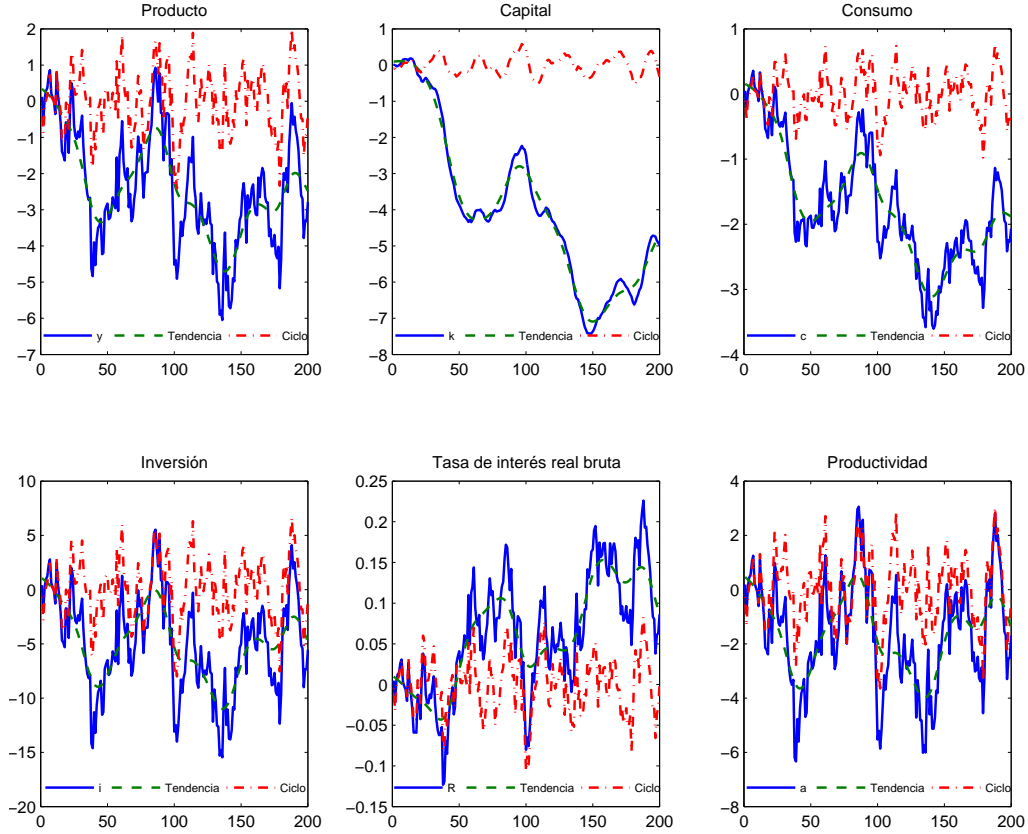 Producto
2
1
0
−1
−2
−3
−4
−5
−6
−7
y Tendencia Ciclo
0 50 100 150 200
Capital
1
0
−1
−2
−3
−4
−5
−6
−7
−8
k Tendencia Ciclo
0 50 100 150 200
Consumo
1
0
−1
−2
−3
−4
c Tendencia Ciclo
0 50 100 150 200
Inversión
10
5
0
−5
−10
−15
−20
i Tendencia Ciclo
0 50 100 150 200
Tasa de interés real bruta
0.25
0.2
0.15
0.1
0.05
0
−0.05
−0.1
−0.15
R Tendencia Ciclo
0 50 100 150 200
Productividad
4
2
0
−2
−4
−6
−8
a Tendencia Ciclo
0 50 100 150 200